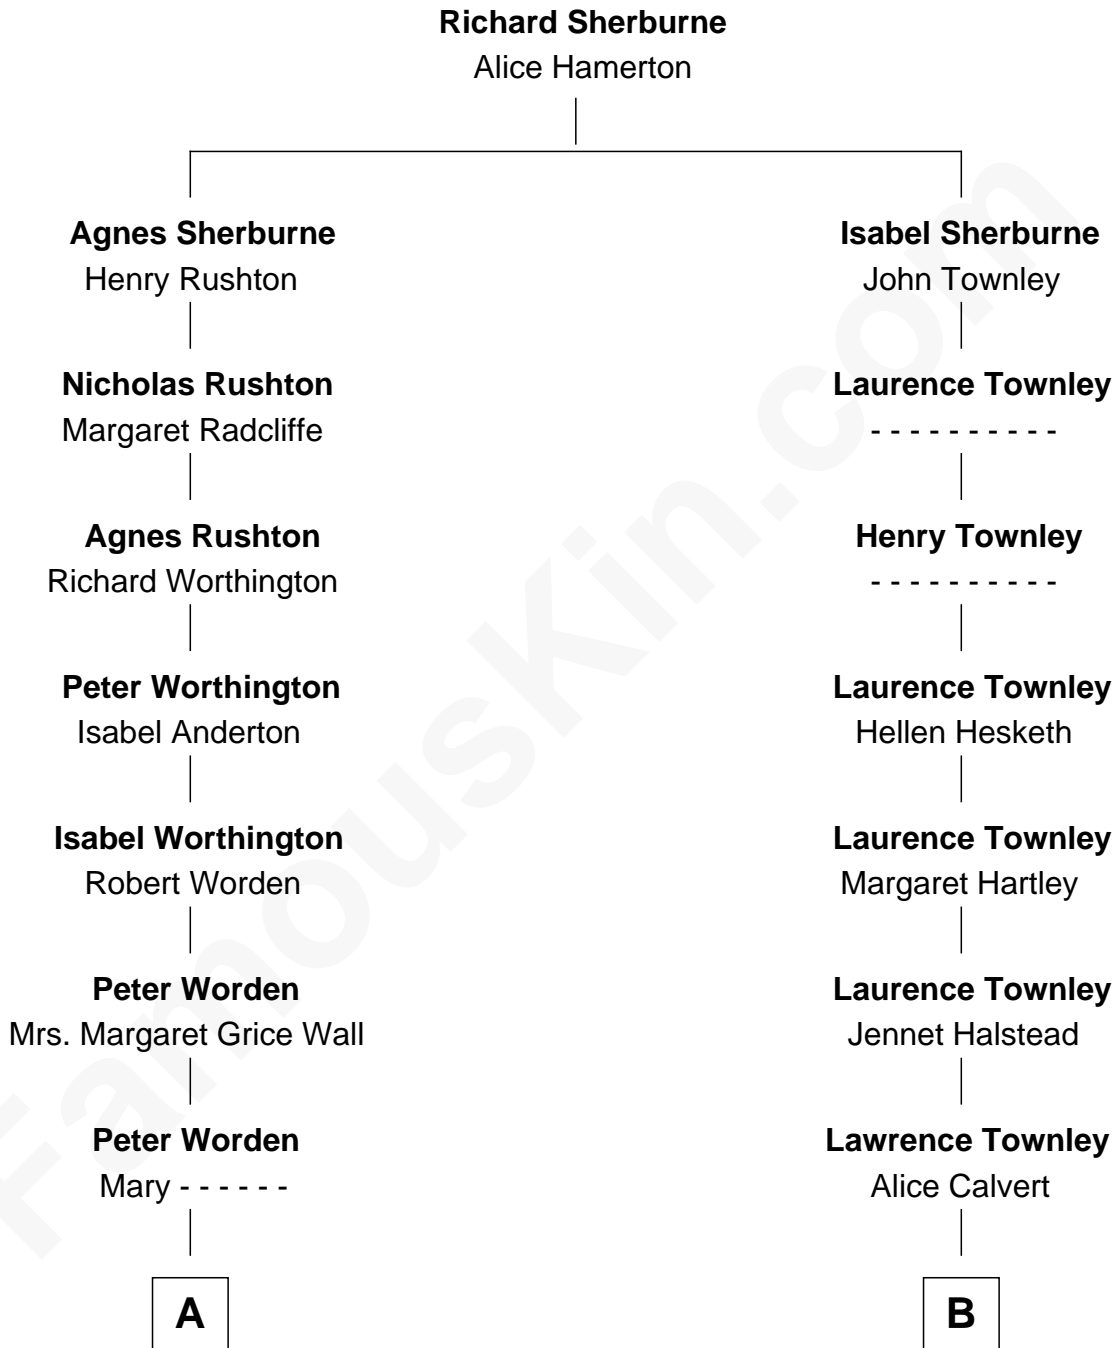 Richard Sherburne
Alice Hamerton
Agnes Sherburne
Henry Rushton
Isabel Sherburne
John Townley
Nicholas Rushton
Margaret Radcliffe
Laurence Townley
- - - - - - - - - -
Agnes Rushton
Richard Worthington
Henry Townley
- - - - - - - - - -
Peter Worthington
Isabel Anderton
Laurence Townley
Hellen Hesketh
Isabel Worthington
Robert Worden
Laurence Townley
Margaret Hartley
Peter Worden
Mrs. Margaret Grice Wall
Laurence Townley
Jennet Halstead
Peter Worden
Mary - - - - - -
Lawrence Townley
Alice Calvert
A
B
FamousKin.com